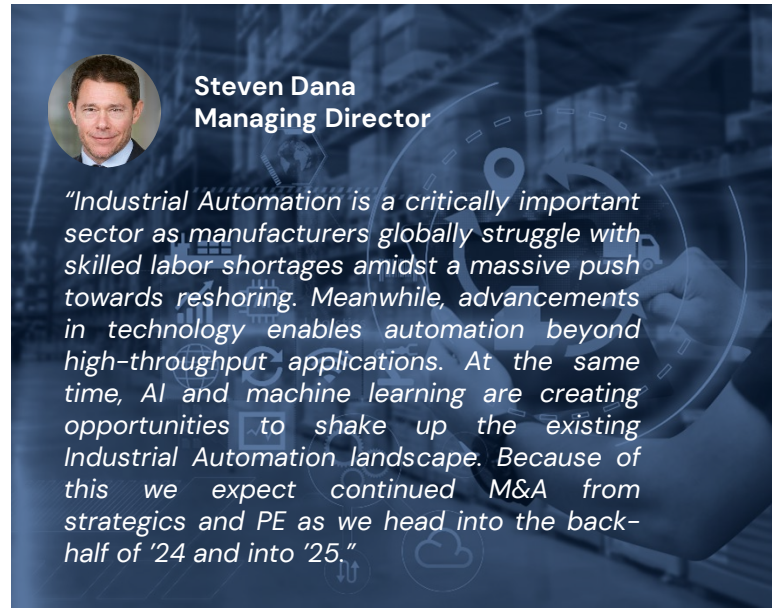 Steven Dana
Managing Director
“Industrial Automation is a critically important
sector as manufacturers globally struggle with
skilled labor shortages amidst a massive push
towards reshoring. Meanwhile, advancements
in technology enables automation beyond
high-throughput applications. At the same
time, AI and machine learning are creating
opportunities to shake up the existing
Industrial Automation landscape. Because of
this we expect continued M&A from
strategics and PE as we head into the back-
half of ’24 and into ’25.”